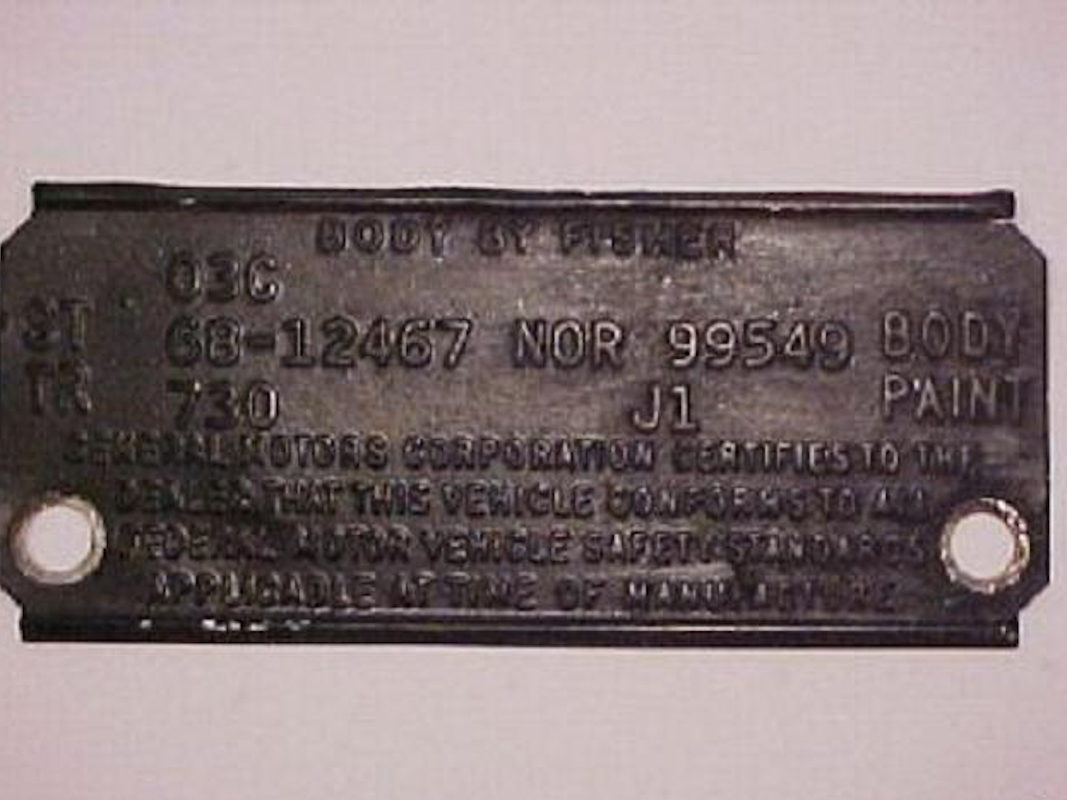 BODY BY FISHER
03C
ST 68-12467 NOR 99549 BODY
TR 730 J1 PAINT
GENERAL MOTORS CORPORATION CERTIFIES TO THE
DEALER THAT THIS VEHICLE CONFORMS TO ALL
FEDERAL MOTOR VEHICLE SAFETY STANDARDS
APPLICABLE AT TIME OF MANUFACTURE